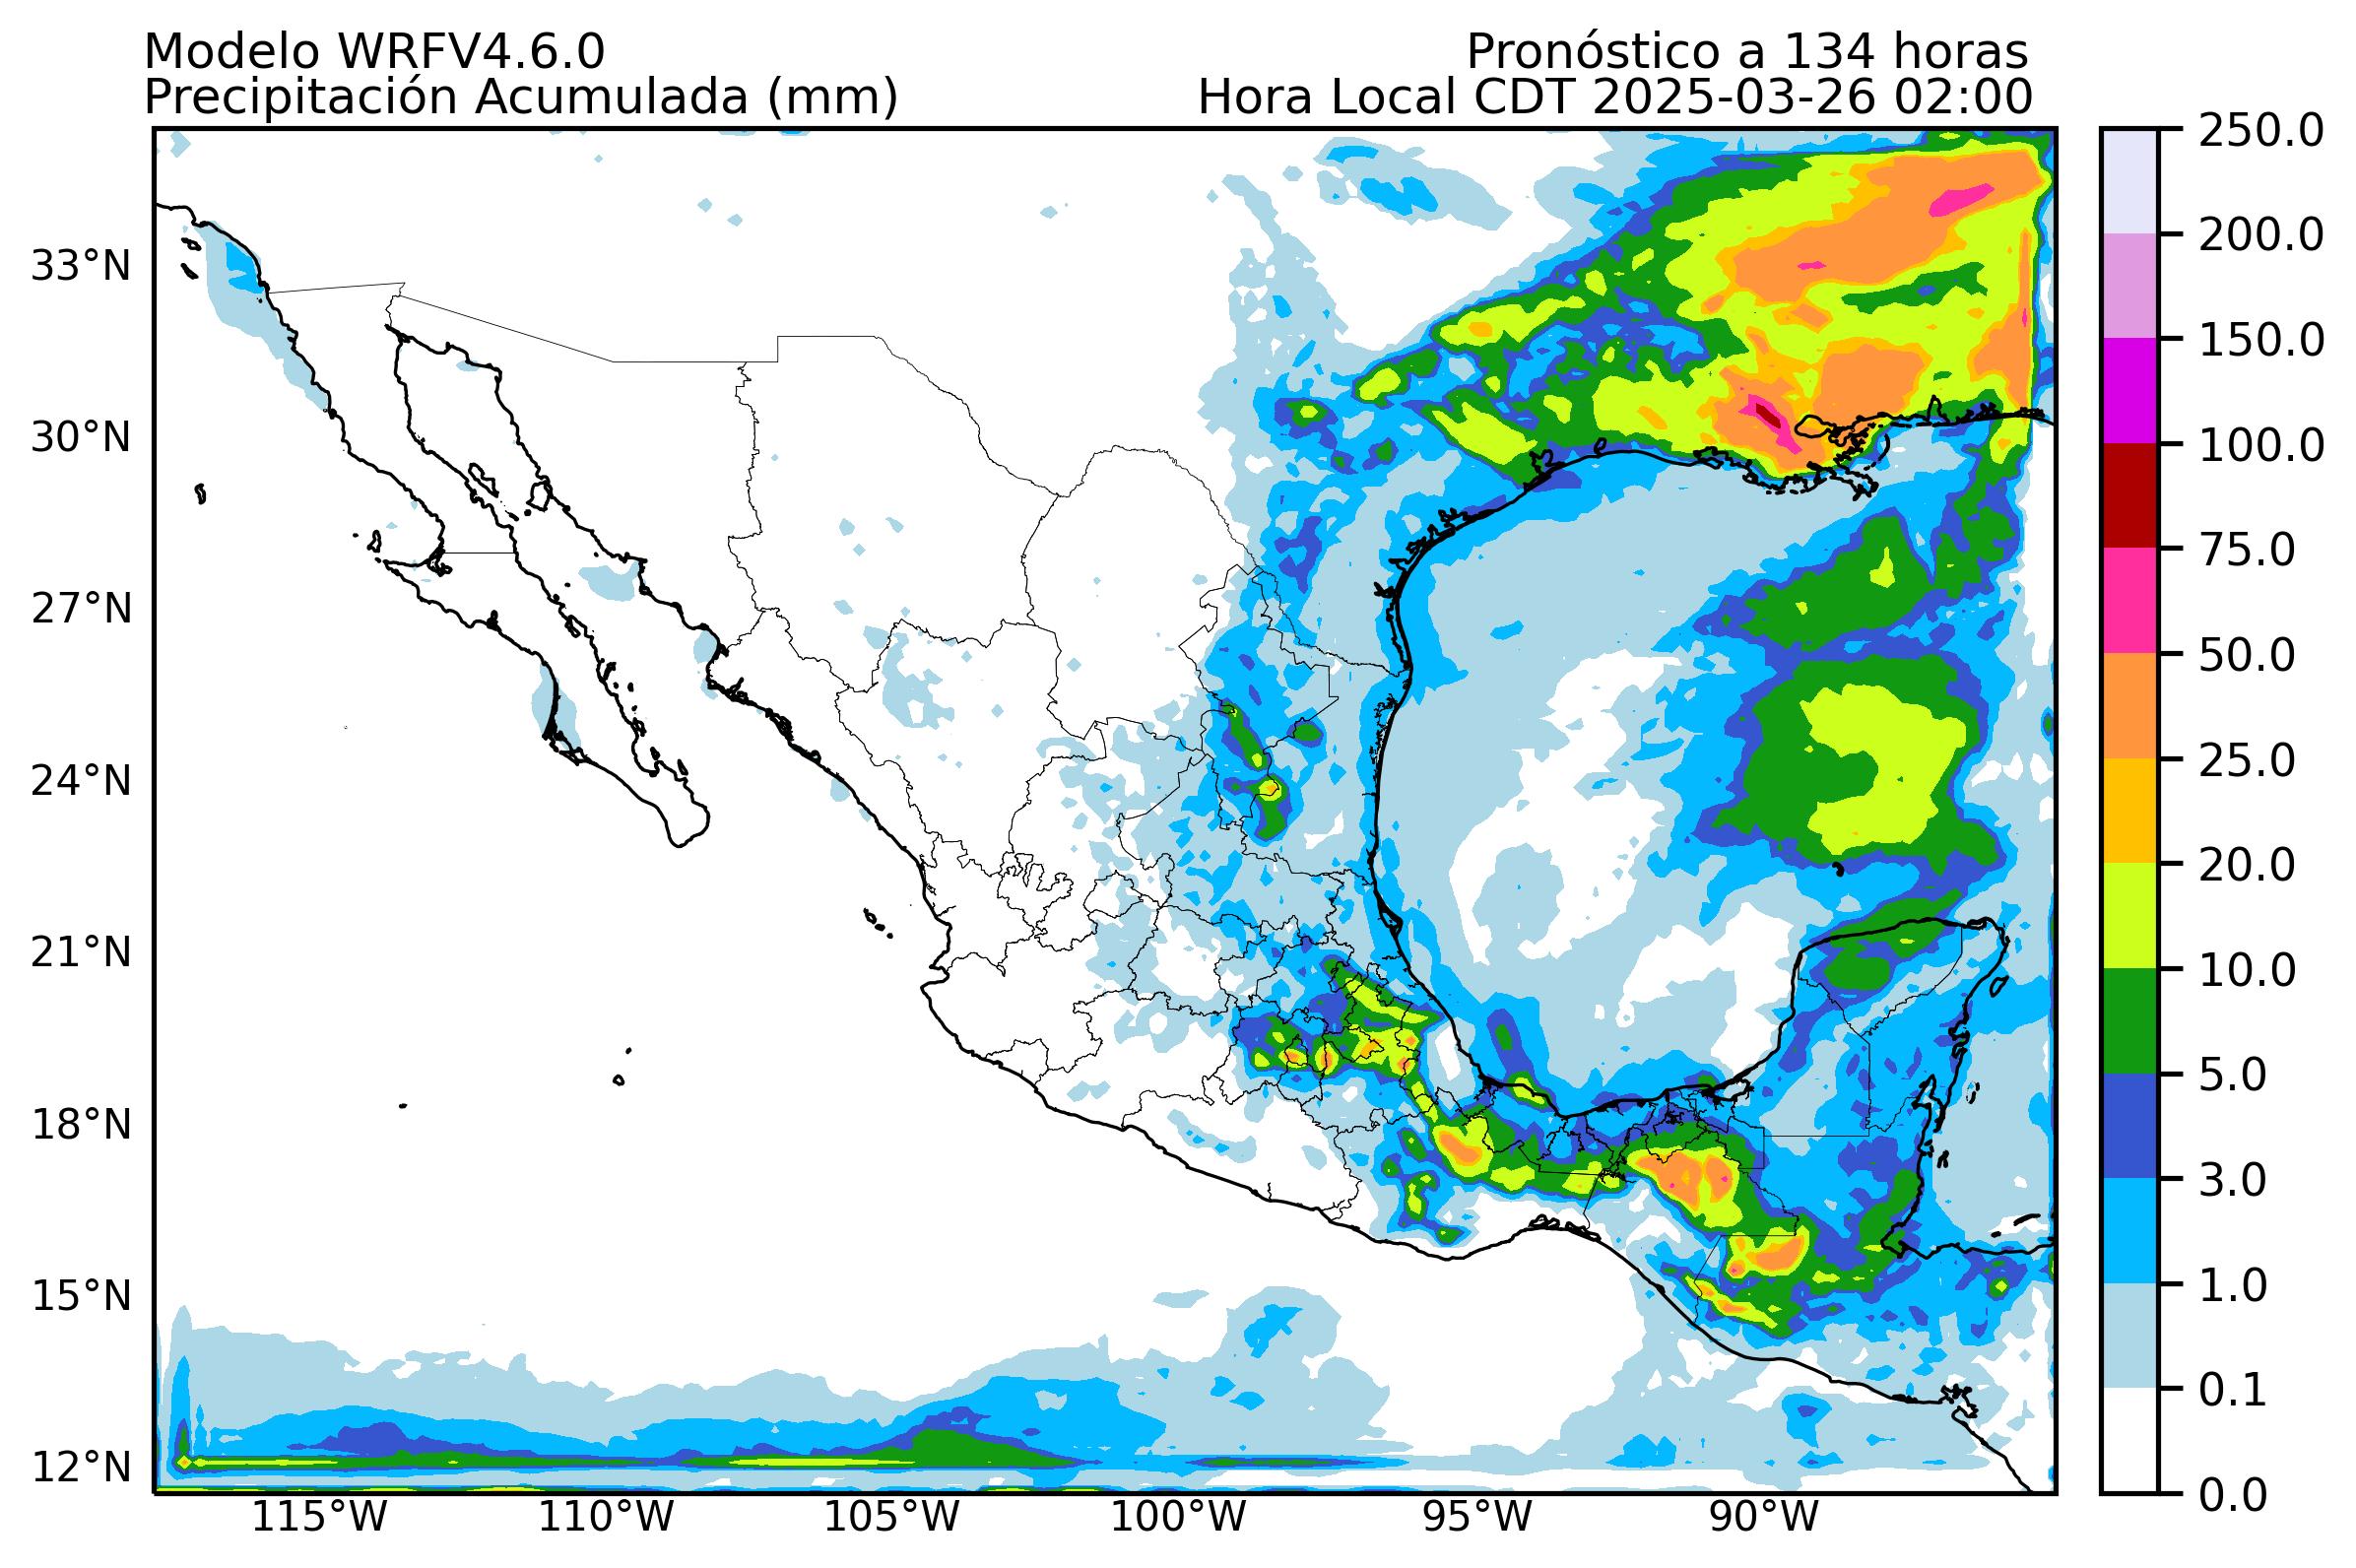 Modelo WRFV4.6.0
Pronóstico a 134 horas
Precipitación Acumulada (mm)
Hora Local CDT 2025-03-26 02:00
250.0
200.0
150.0
100.0
75.0
50.0
25.0
20.0
10.0
5.0
3.0
1.0
0.1
0.0
33°N
30°N
27°N
24°N
21°N
18°N
15°N
12°N
115°W
110°W
105°W
100°W
95°W
90°W